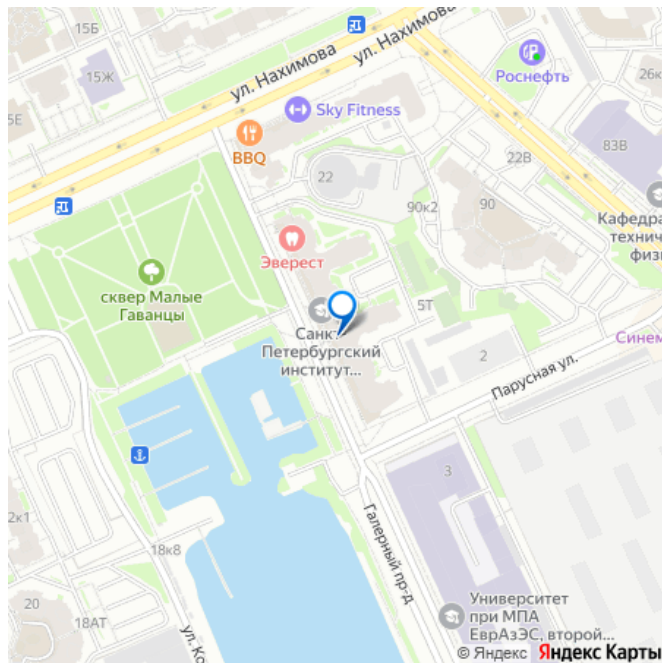 15Б
15Ж
5Е
ул. Нахимова
ул. Нахимова
Роснефть
26к
Sky Fitness
BBQ
83В
22В
22
90к2
90
Кафедра
технич
физ
Эверест
сквер Малые
Гаванцы
5Т
Санкт
Петербургский
институт...
2
Синем
Парусная ул.
3
2к1
18к8
Галерный пр-д
20
18АТ
ул. Ко
Университет
при МПА
ЕврАзЭС, второй...
© Яндекс Яндекс Карты